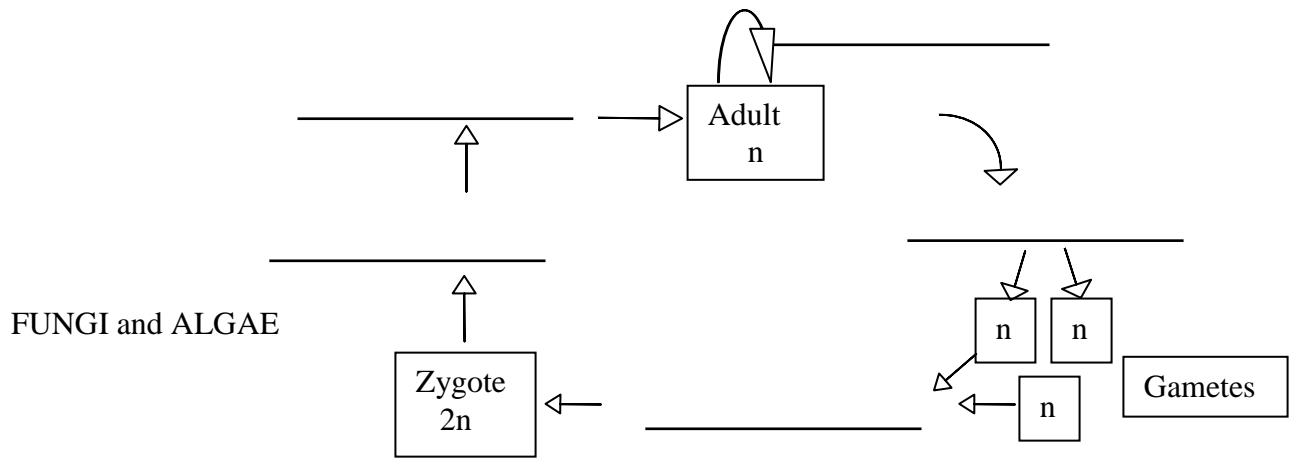 Adult
n
FUNGI and ALGAE
n n
Zygote
2n
n
Gametes